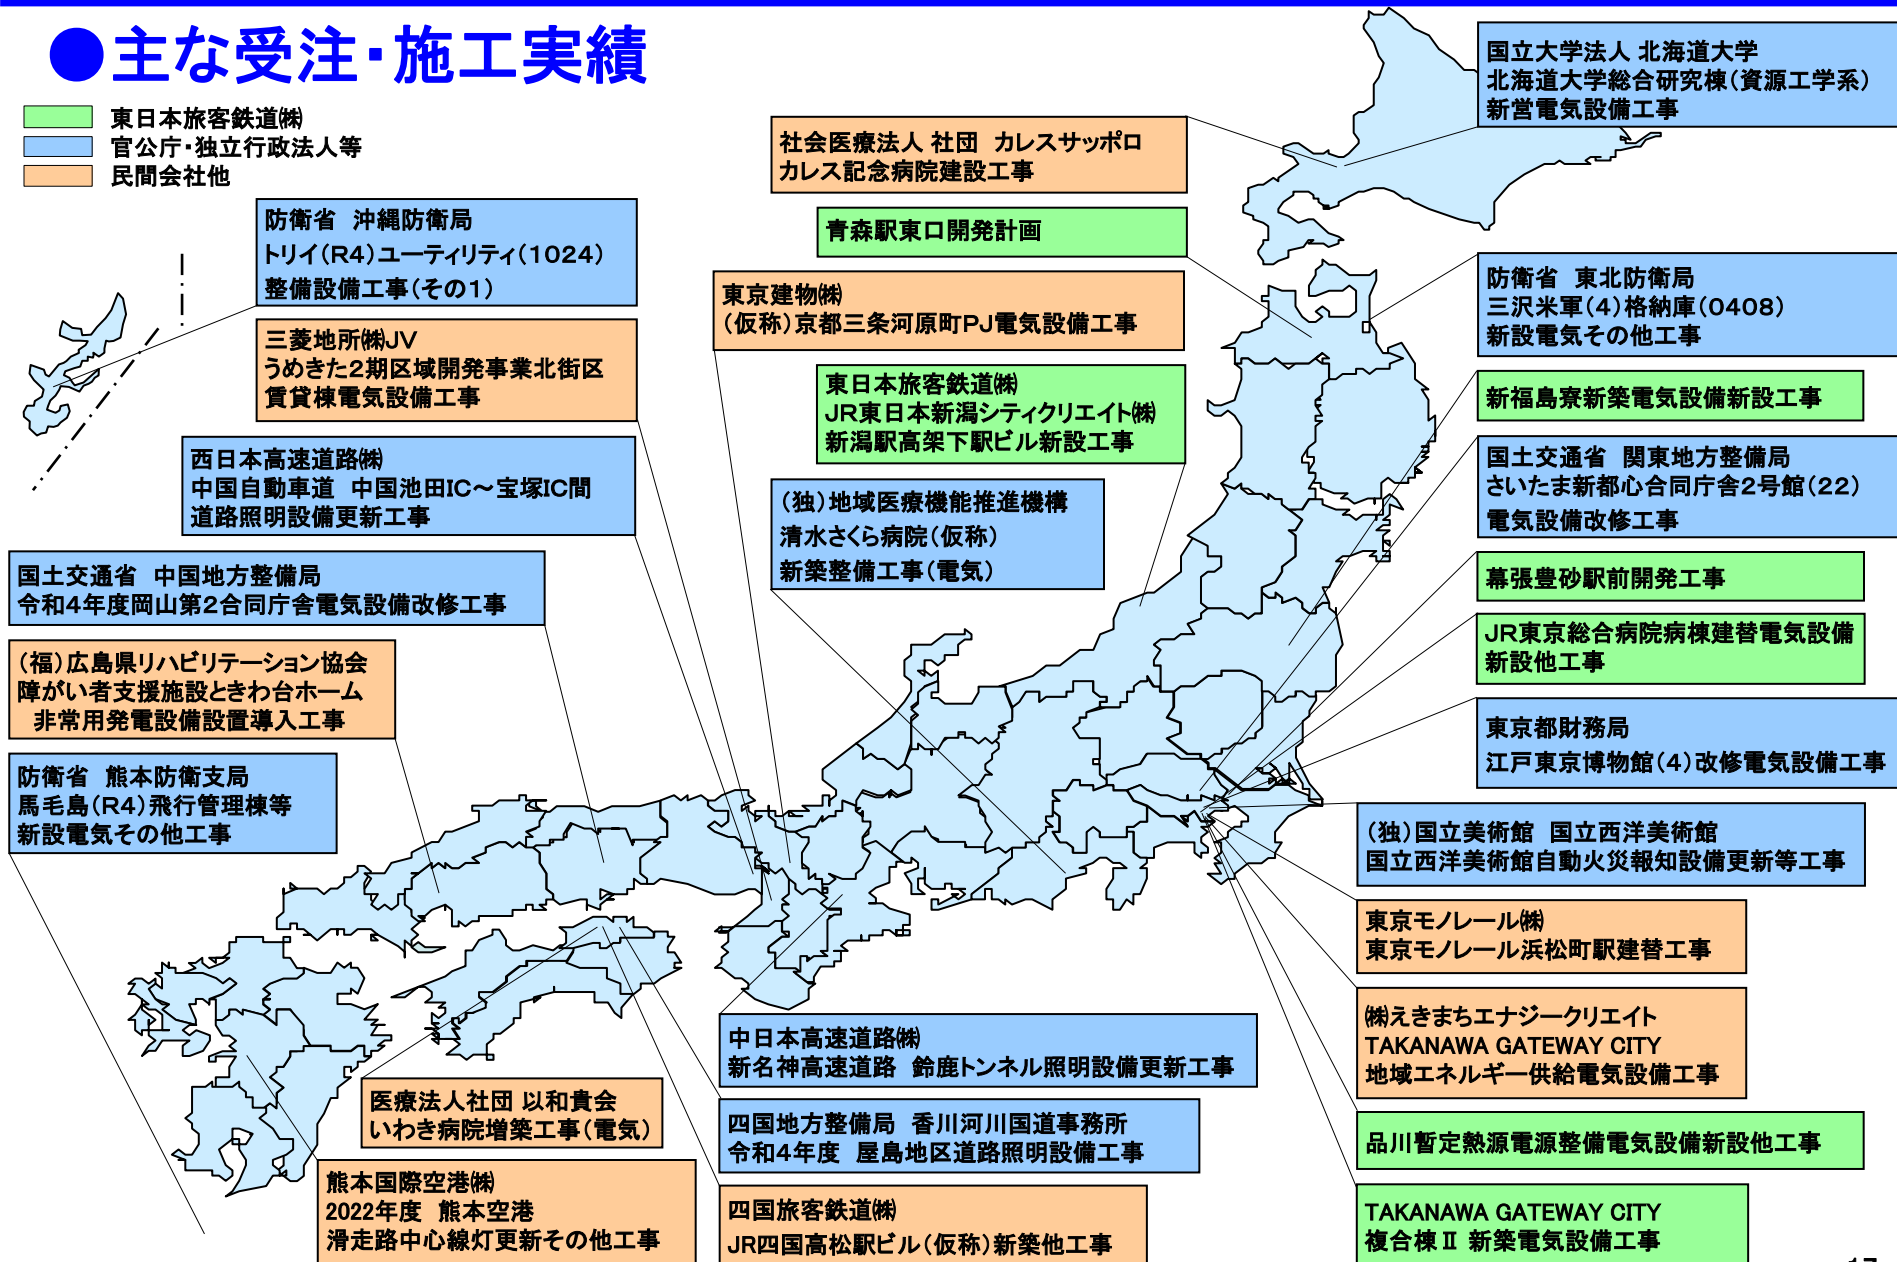 ●主な受注・施工実績
東日本旅客鉄道㈱
官公庁・独立行政法人等
民間会社他
国立大学法人 北海道大学
北海道大学総合研究棟（資源工学系）
新営電気設備工事
社会医療法人 社団　カレスサッポロ
カレス記念病院建設工事
青森駅東口開発計画
防衛省　沖縄防衛局
トリイ（R4）ユーティリティ（1024）
整備設備工事（その1）
防衛省　東北防衛局
三沢米軍（4）格納庫（0408）
新設電気その他工事
東京建物㈱
（仮称）京都三条河原町PJ電気設備工事
三菱地所㈱JV
うめきた2期区域開発事業北街区
賃貸棟電気設備工事
東日本旅客鉄道㈱
JR東日本新潟シティクリエイト㈱
新潟駅高架下駅ビル新設工事
新福島寮新築電気設備新設工事
西日本高速道路㈱
中国自動車道　中国池田IC～宝塚IC間
道路照明設備更新工事
国土交通省　関東地方整備局
さいたま新都心合同庁舎2号館（22）
電気設備改修工事
（独）地域医療機能推進機構
清水さくら病院（仮称）
新築整備工事（電気）
国土交通省　中国地方整備局
令和4年度岡山第2合同庁舎電気設備改修工事
幕張豊砂駅前開発工事
JR東京総合病院病棟建替電気設備
新設他工事
（福）広島県リハビリテーション協会
障がい者支援施設ときわ台ホーム
非常用発電設備設置導入工事
東京都財務局
江戸東京博物館（4）改修電気設備工事
防衛省　熊本防衛支局
馬毛島（R4）飛行管理棟等
新設電気その他工事
（独）国立美術館　国立西洋美術館
国立西洋美術館自動火災報知設備更新等工事
東京モノレール㈱
東京モノレール浜松町駅建替工事
㈱えきまちエナジークリエイト
TAKANAWA GATEWAY CITY
地域エネルギー供給電気設備工事
中日本高速道路㈱
新名神高速道路　鈴鹿トンネル照明設備更新工事
医療法人社団 以和貴会
いわき病院増築工事（電気）
四国地方整備局　香川河川国道事務所
令和4年度　屋島地区道路照明設備工事
品川暫定熱源電源整備電気設備新設他工事
熊本国際空港㈱
2022年度　熊本空港
滑走路中心線灯更新その他工事
四国旅客鉄道㈱
JR四国高松駅ビル（仮称）新築他工事
TAKANAWA GATEWAY CITY
複合棟Ⅱ 新築電気設備工事